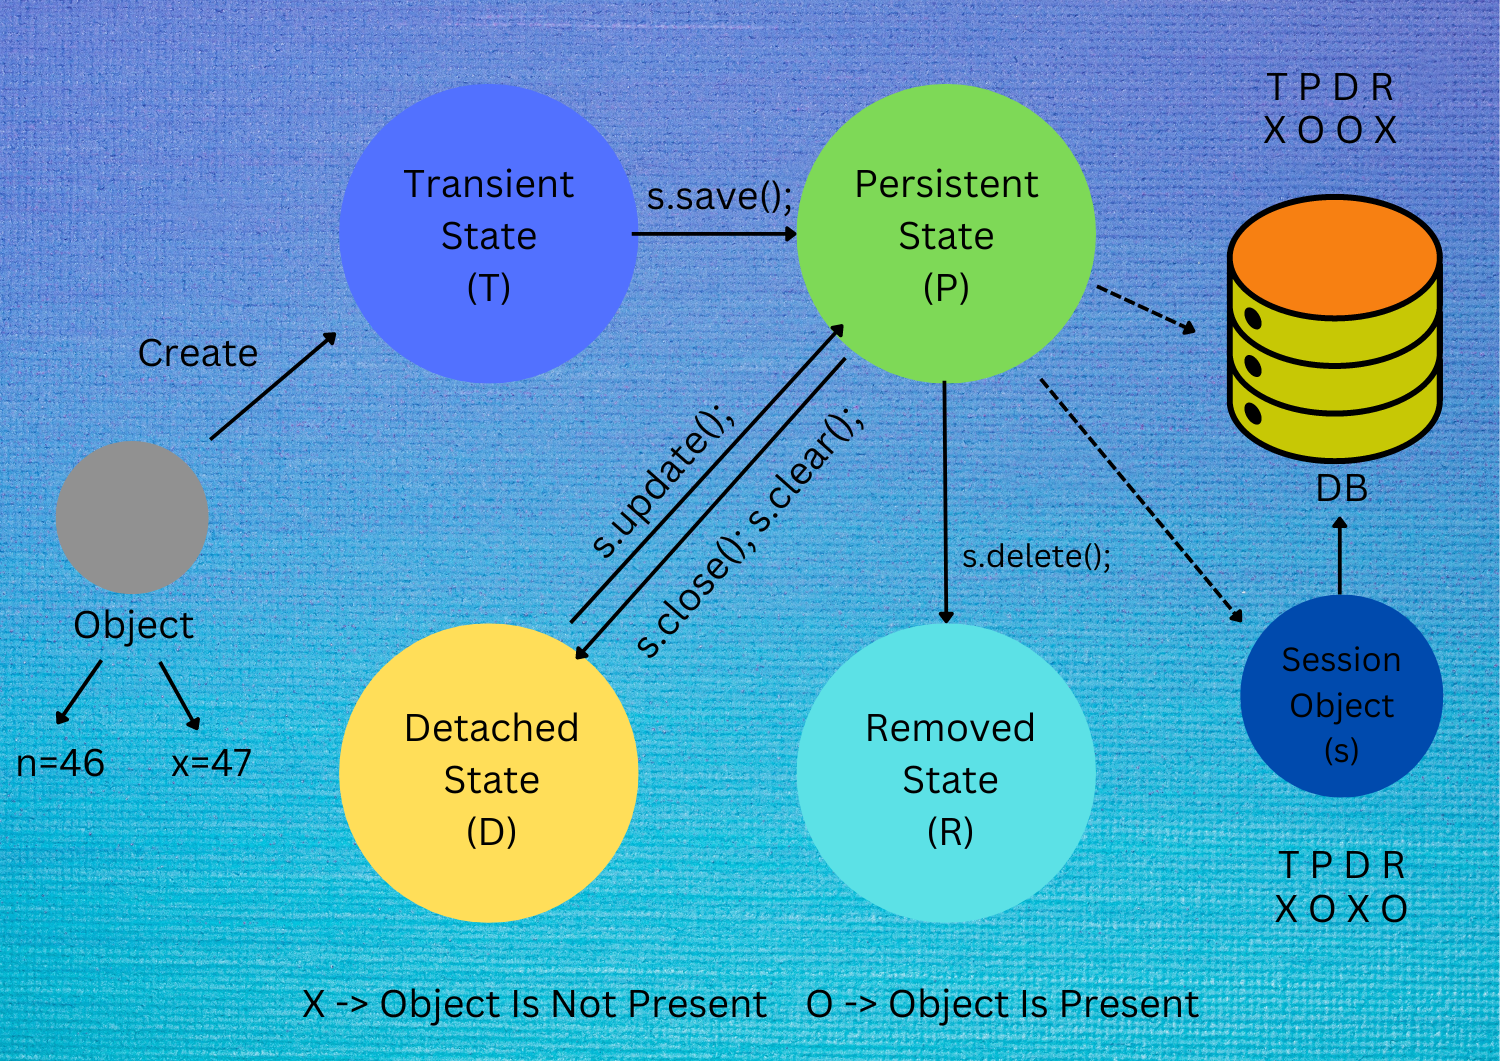 T P D R
X O O X
Transient
State
(T)
s.save();
Persistent
State
(P)
Create
s.update();
s.close(); s.clear();
s.delete();
DB
Object
n=46
x=47
Detached
State
(D)
Removed
State
(R)
Session
Object
(s)
T P D R
X O X O
X -> Object Is Not Present
O -> Object Is Present